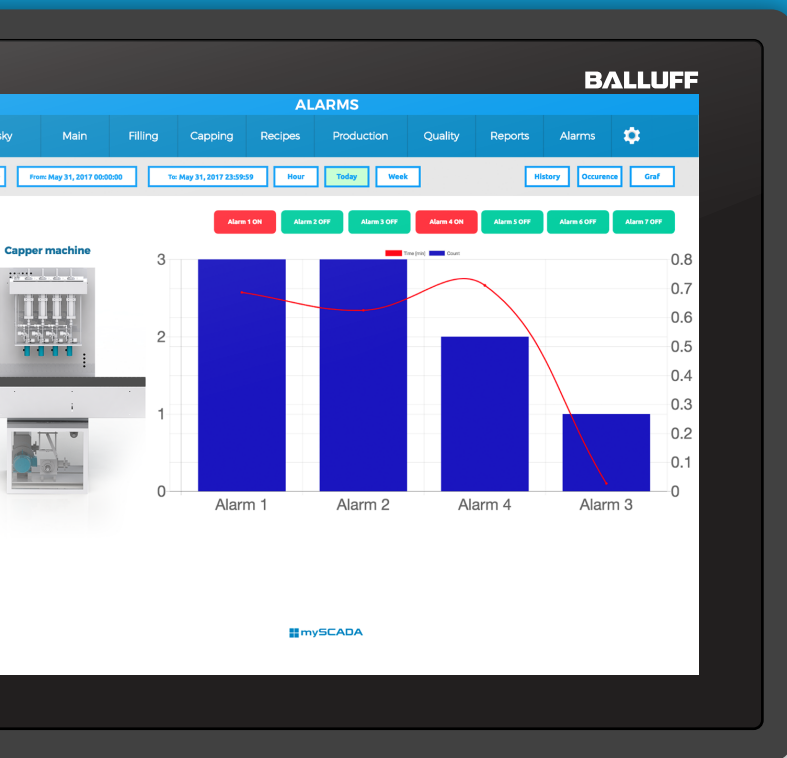 BALLUFF
ALARMS
sky Main Filling Capping Recipes Production Quality Reports Alarms
From: May 31, 2017 00:00:00 To: May 31, 2017 23:59:59 Hour Today Week History Occurence Graf
Alarm 1 ON Alarm 2 OFF Alarm 3 OFF Alarm 4 ON Alarm 5 OFF Alarm 6 OFF Alarm 7 OFF
Capper machine
Time [min] Count
3 0.8
0.7
0.6
2
0.5
0.4
1 0.3
0.2
0.1
0 0
Alarm 1 Alarm 2 Alarm 4 Alarm 3
mySCADA